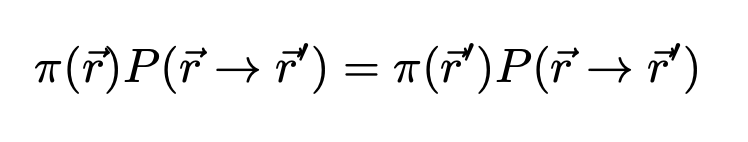 π(r⃗)P(r⃗ → r⃗′) = π(r⃗′)P(r⃗ → r⃗′)